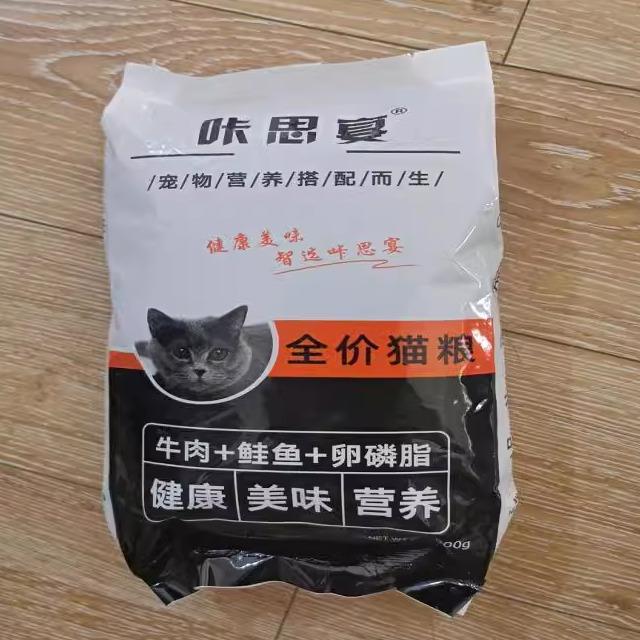 咔思宴®
/宠/物/营/养/搭/配/而/生/
健康美味
智选咔思宴
全价猫粮
牛肉+鲑鱼+卵磷脂
健康 美味 营养
NET